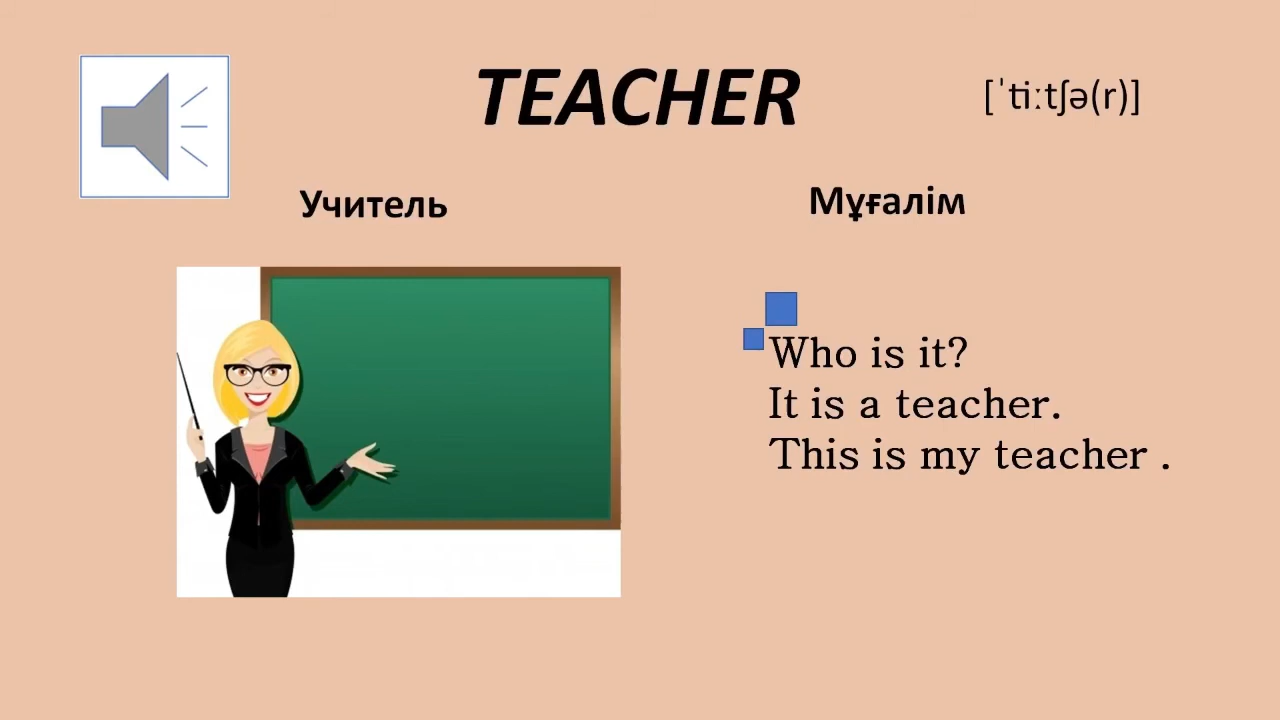 TEACHER
[ˈtiːtʃə(r)]
Учитель
Мұғалім
Who is it?
It is a teacher.
This is my teacher .